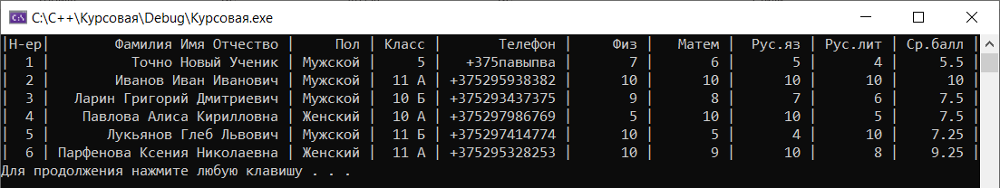 C:\C++\Курсовая\Debug\Курсовая.exe
|Н-ер| Фамилия Имя Отчество | Пол | Класс | Телефон | Физ | Матем | Рус.яз | Рус.лит | Ср.балл |
| 1 | Точно Новый Ученик | Мужской | 5 | +375павыпва | 7 | 6 | 5 | 4 | 5.5 |
| 2 | Иванов Иван Иванович | Мужской | 11 А | +375295938382 | 10 | 10 | 10 | 10 | 10 |
| 3 | Ларин Григорий Дмитриевич | Мужской | 10 Б | +375293437375 | 9 | 8 | 7 | 6 | 7.5 |
| 4 | Павлова Алиса Кирилловна | Женский | 10 А | +375297986769 | 5 | 10 | 10 | 5 | 7.5 |
| 5 | Лукьянов Глеб Львович | Мужской | 11 Б | +375297414774 | 10 | 5 | 4 | 10 | 7.25 |
| 6 | Парфенова Ксения Николаевна | Женский | 11 А | +375295328253 | 10 | 9 | 10 | 8 | 9.25 |
Для продолжения нажмите любую клавишу . . .